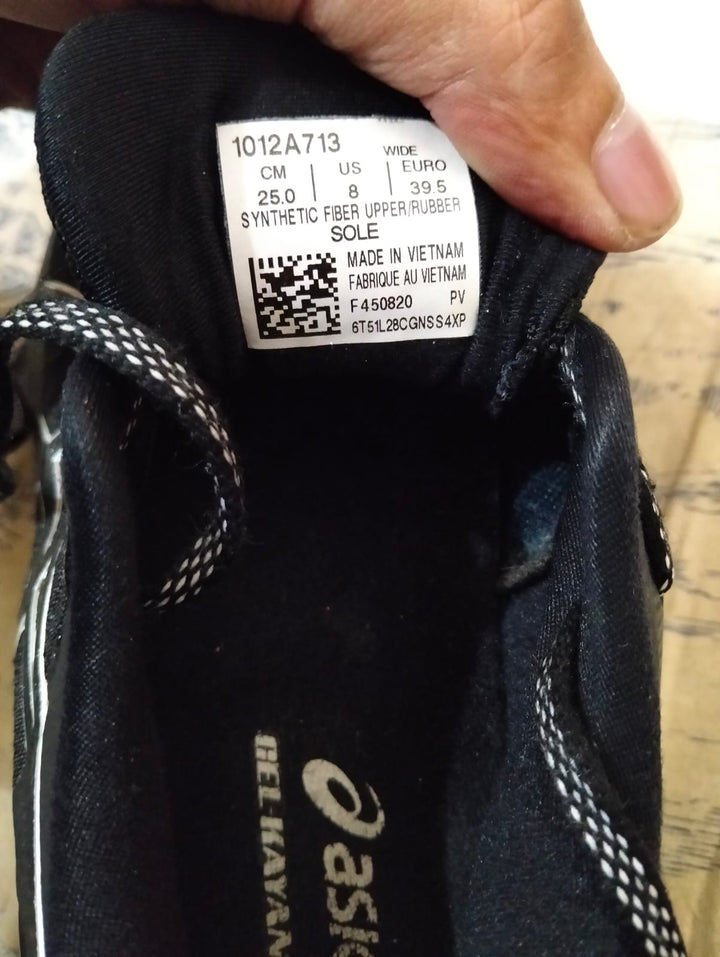 1012A713
WIDE
CM US EURO
25.0 8 39.5
SYNTHETIC FIBER UPPER/RUBBER
SOLE
MADE IN VIETNAM
FABRIQUE AU VIETNAM
F450820 PV
6T51L28CGNSS4XP
asic
GEL-KAYAN